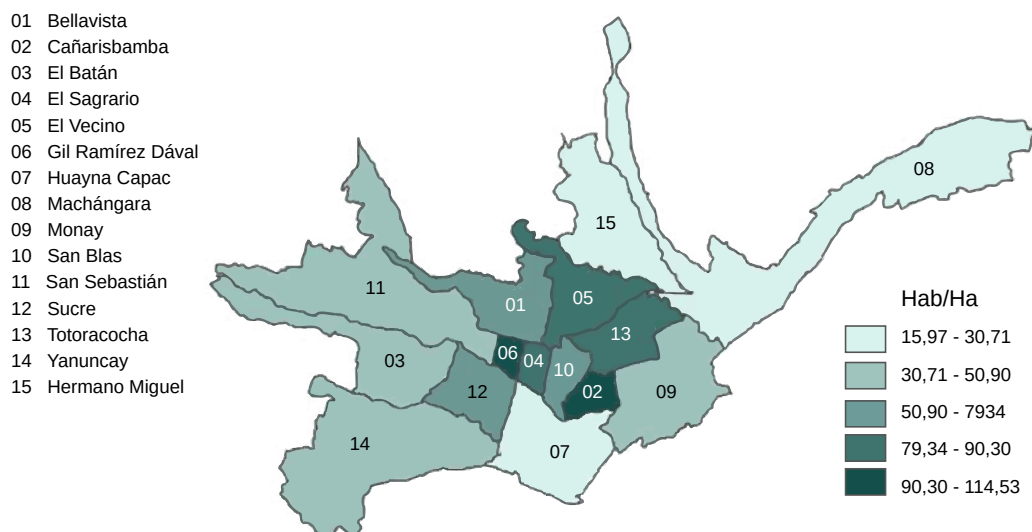 01 Bellavista
02 Cañarisbamba
03 El Batán
04 El Sagrario
05 El Vecino
06 Gil Ramírez Dával
07 Huayna Capac
08 Machángara
09 Monay
10 San Blas
11 San Sebastián
12 Sucre
13 Totoracocha
14 Yanuncay
15 Hermano Miguel
08
15
11
01
05
13
06
04
10
03
12
02
09
14
07
Hab/Ha
15,97 - 30,71
30,71 - 50,90
50,90 - 7934
79,34 - 90,30
90,30 - 114,53